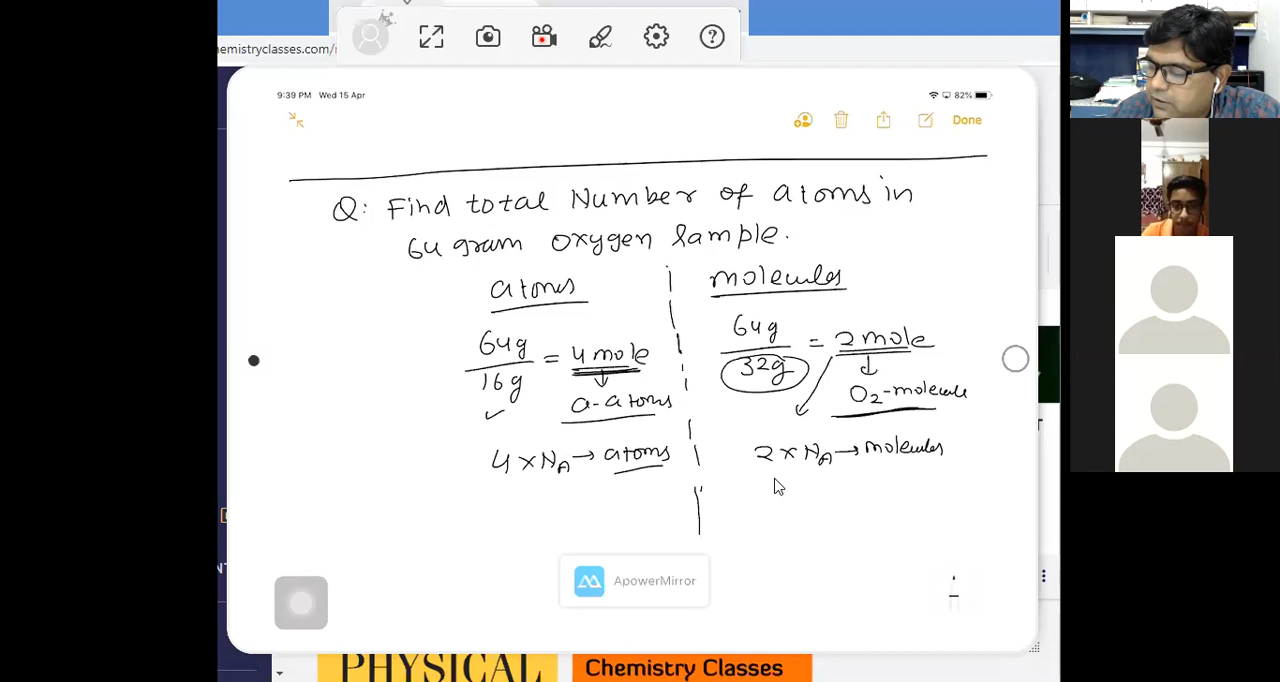 emistryclasses.com/
9:39 PM Wed 15 Apr
82%
Done
Q: Find total Number of atoms in
64 gram oxygen sample.
atoms
64g
16g
= 4 mole
a-atoms
4 × NA → atoms
molecules
64g
32g
= 2 mole
O2-molecule
2 × NA → molecules
ApowerMirror
PHYSICAL
Chemistry Classes